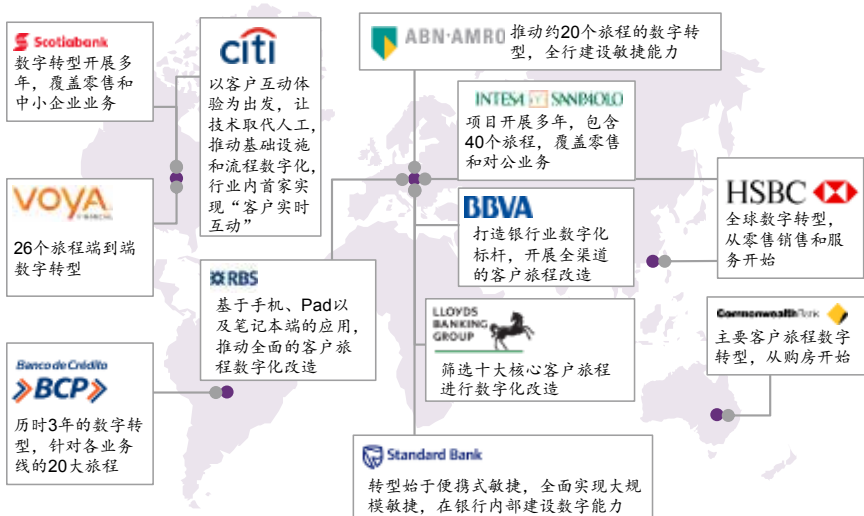 Scotiabank
数字转型开展多
年，覆盖零售和
中小企业业务
citi
以客户互动体
验为出发，让
技术取代人工，
推动基础设施
和流程数字化，
行业内首家实
现“客户实时
互动”
ABN·AMRO
推动约20个旅程的数字转
型，全行建设敏捷能力
INTESA SANPAOLO
项目开展多年，包含
40个旅程，覆盖零售
和对公业务
VOYA
FINANCIAL
26个旅程端到端
数字转型
BBVA
打造银行业数字化
标杆，开展全渠道
的客户旅程改造
HSBC
全球数字转型，
从零售销售和服
务开始
RBS
基于手机、Pad以
及笔记本端的应用，
推动全面的客户旅
程数字化改造
LLOYDS
BANKING
GROUP
筛选十大核心客户旅程
进行数字化改造
CommonwealthBank
主要客户旅程数字
转型，从购房开始
Banco de Crédito
BCP
历时3年的数字转
型，针对各业务
线的20大旅程
Standard Bank
转型始于便携式敏捷，全面实现大规
模敏捷，在银行内部建设数字能力